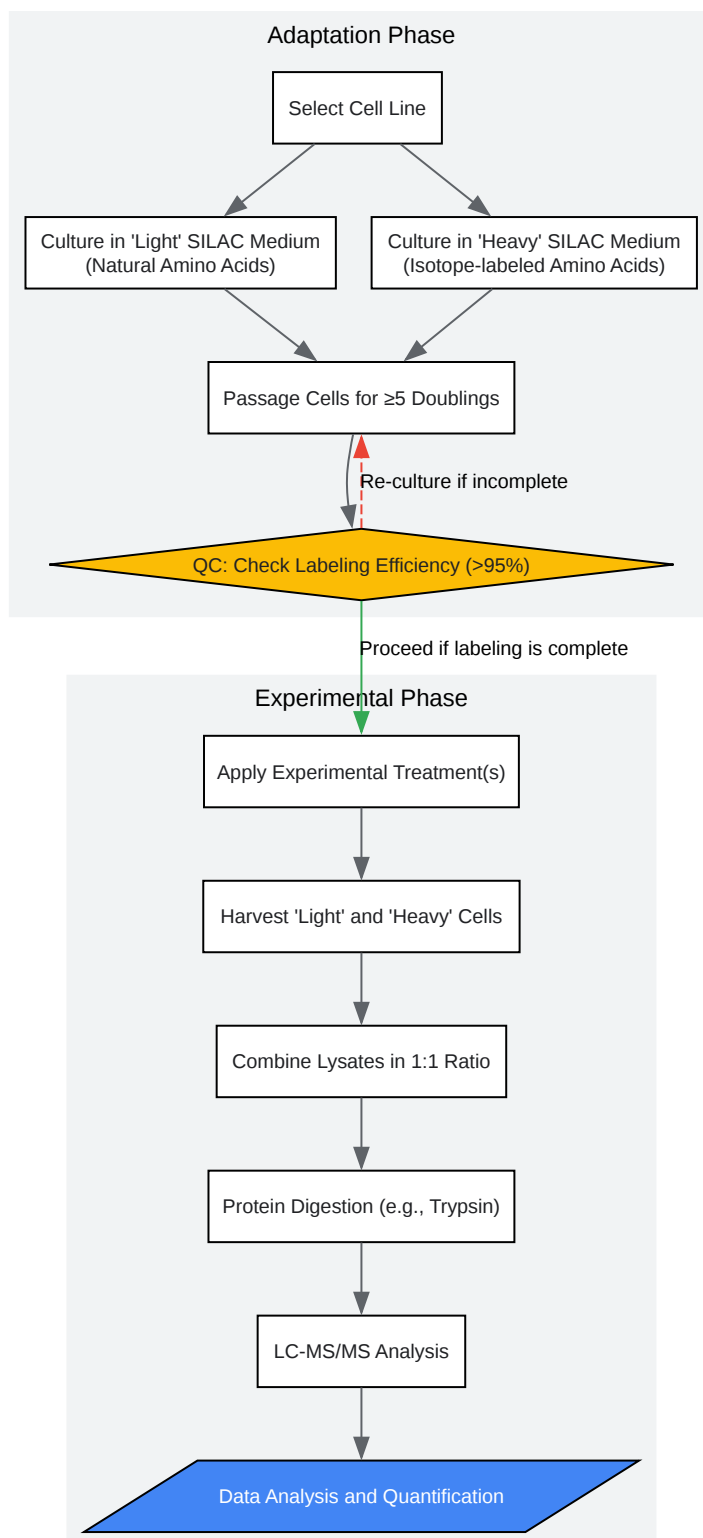 Adaptation Phase
Select Cell Line
Culture in 'Light' SILAC Medium
(Natural Amino Acids)
Culture in 'Heavy' SILAC Medium
(Isotope-labeled Amino Acids)
Passage Cells for ≥5 Doublings
Re-culture if incomplete
QC: Check Labeling Efficiency (>95%)
Proceed if labeling is complete
Experimental Phase
Apply Experimental Treatment(s)
Harvest 'Light' and 'Heavy' Cells
Combine Lysates in 1:1 Ratio
Protein Digestion (e.g., Trypsin)
LC-MS/MS Analysis
Data Analysis and Quantification